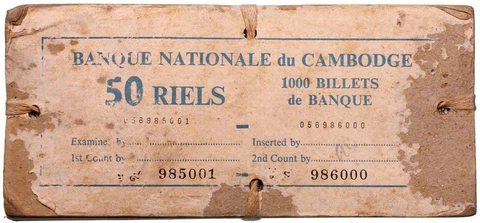 BANQUE NATIONALE du CAMBODGE
50 RIELS 1000 BILLETS
de BANQUE
056985001 - 056986000
Examine by Inserted by
1st Count by 2nd Count by
985001 - 986000